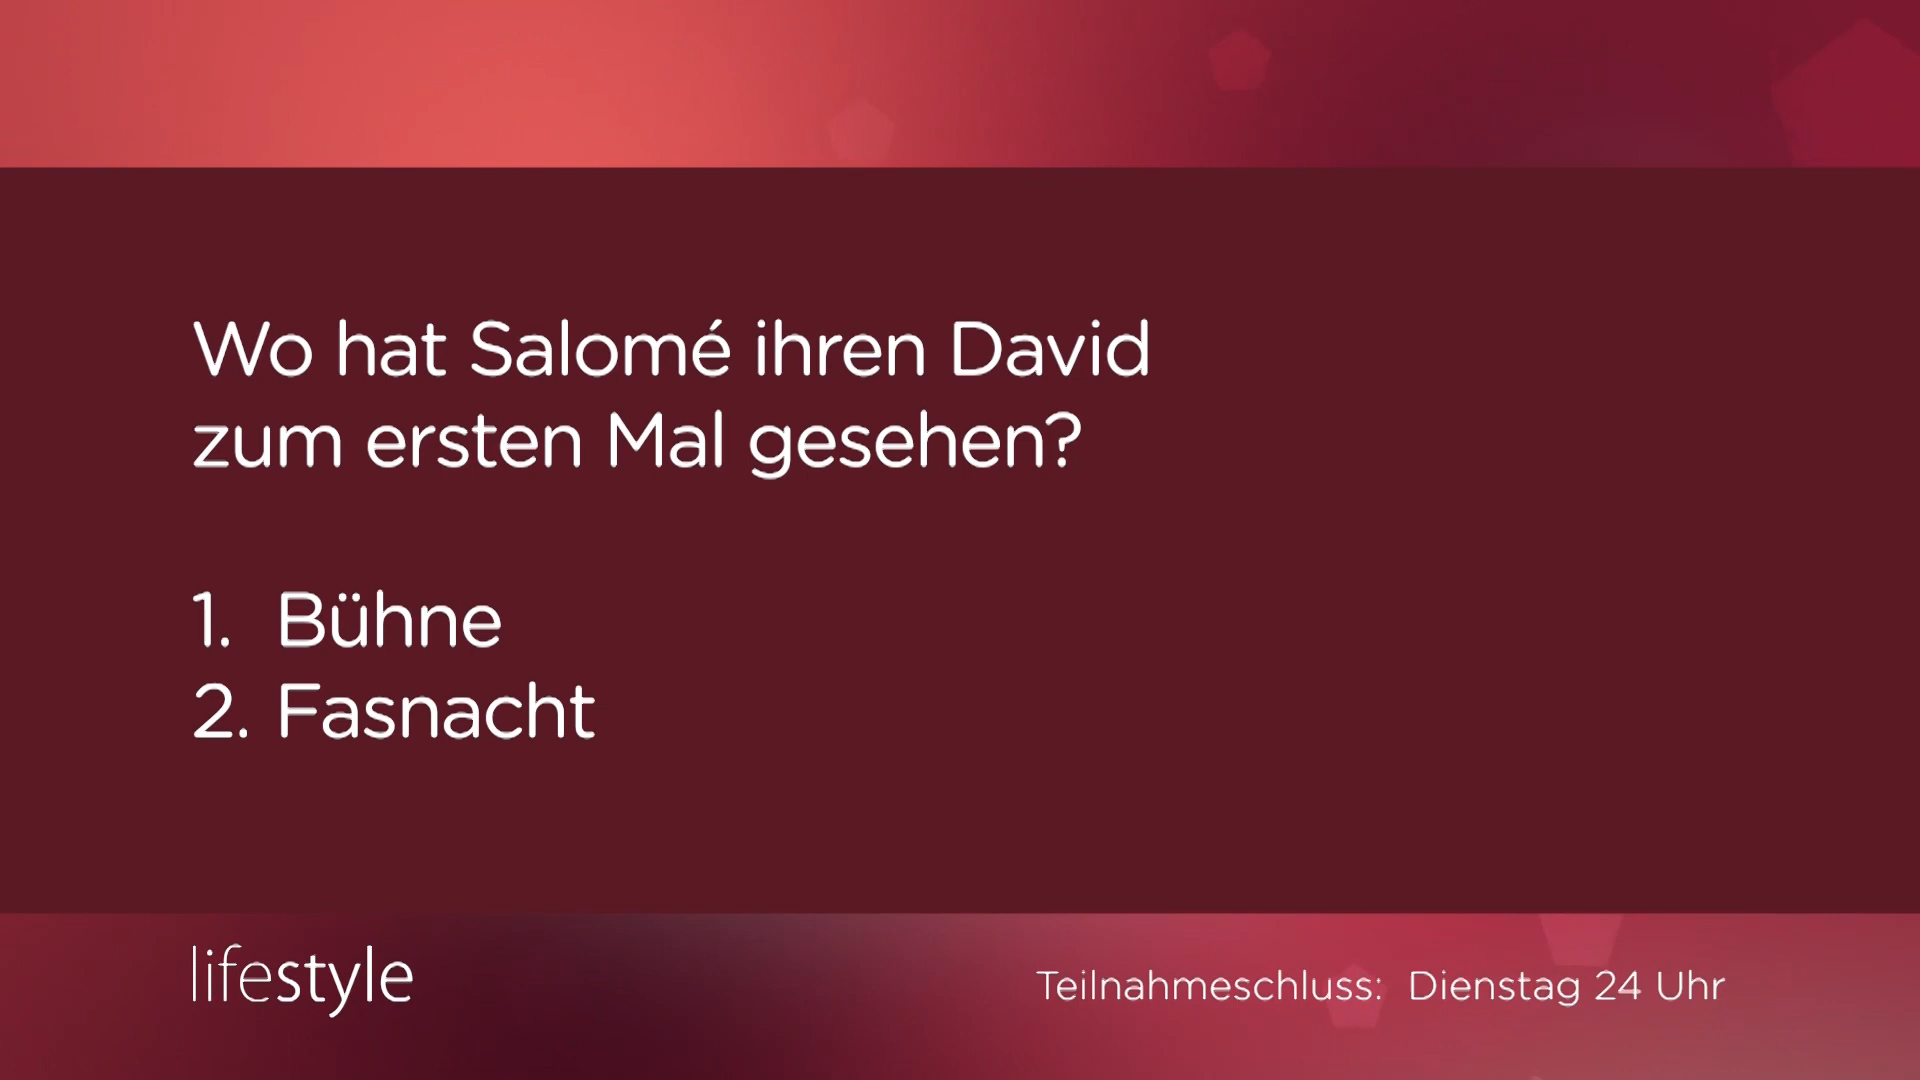 Wo hat Salomé ihren David
zum ersten Mal gesehen?
1. Bühne
2. Fasnacht
lifestyle
Teilnahmeschluss: Dienstag 24 Uhr